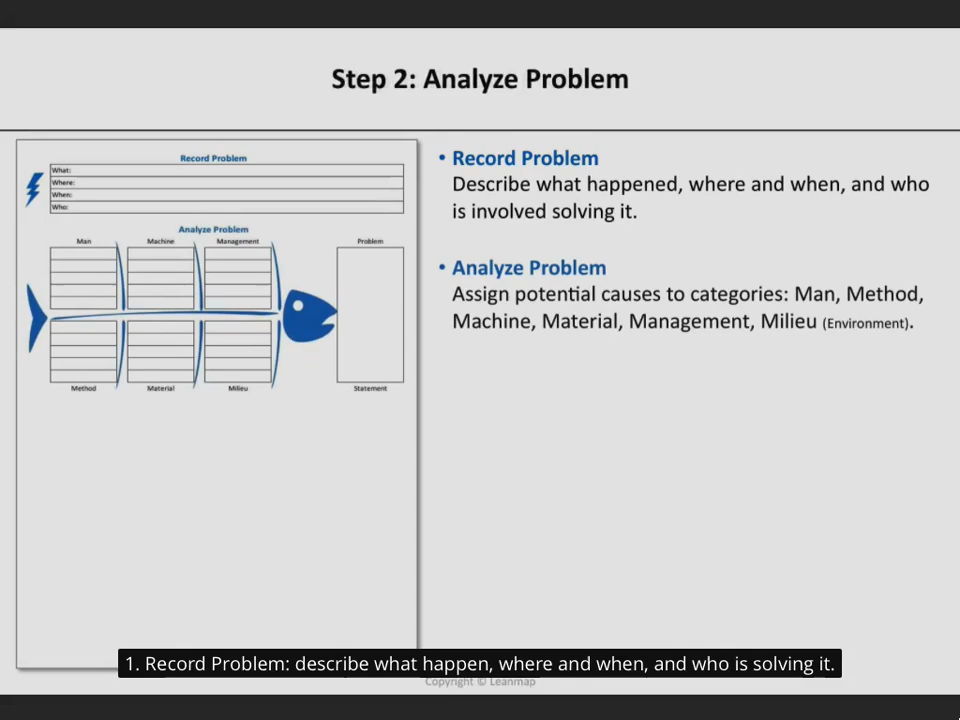 Step 2: Analyze Problem
Record Problem
What:
Where:
When:
Who:
Analyze Problem
Man Machine Management Problem
Method Material Milieu Statement
• Record Problem
Describe what happened, where and when, and who
is involved solving it.
• Analyze Problem
Assign potential causes to categories: Man, Method,
Machine, Material, Management, Milieu (Environment).
1. Record Problem: describe what happen, where and when, and who is solving it.
Copyright © Leanmap